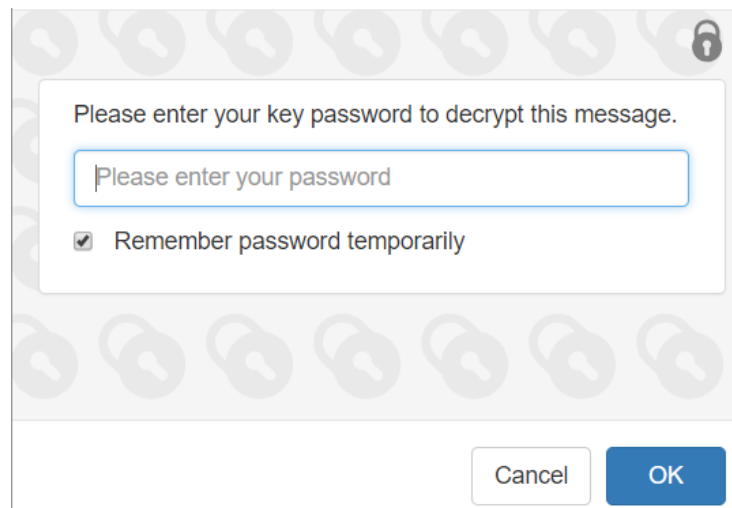 Please enter your key password to decrypt this message.
Please enter your password
Remember password temporarily
Cancel OK